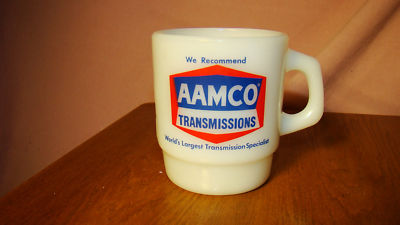 We Recommend
AAMCO
TRANSMISSIONS
World's Largest Transmission Specialist